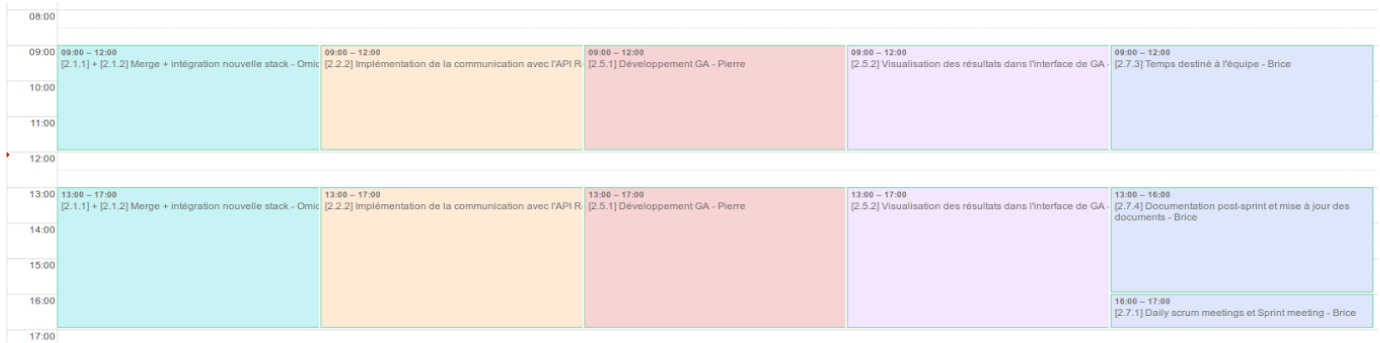 08:00
09:00
10:00
11:00
12:00
13:00
14:00
15:00
16:00
17:00
09:00 – 12:00
[2.1.1] + [2.1.2] Merge + intégration nouvelle stack - Omic
09:00 – 12:00
[2.2.2] Implémentation de la communication avec l'API R
09:00 – 12:00
[2.5.1] Développement GA - Pierre
09:00 – 12:00
[2.5.2] Visualisation des résultats dans l'interface de GA -
09:00 – 12:00
[2.7.3] Temps destiné à l'équipe - Brice
13:00 – 17:00
[2.1.1] + [2.1.2] Merge + intégration nouvelle stack - Omic
13:00 – 17:00
[2.2.2] Implémentation de la communication avec l'API R
13:00 – 17:00
[2.5.1] Développement GA - Pierre
13:00 – 17:00
[2.5.2] Visualisation des résultats dans l'interface de GA -
13:00 – 16:00
[2.7.4] Documentation post-sprint et mise à jour des
documents - Brice
16:00 – 17:00
[2.7.1] Daily scrum meetings et Sprint meeting - Brice